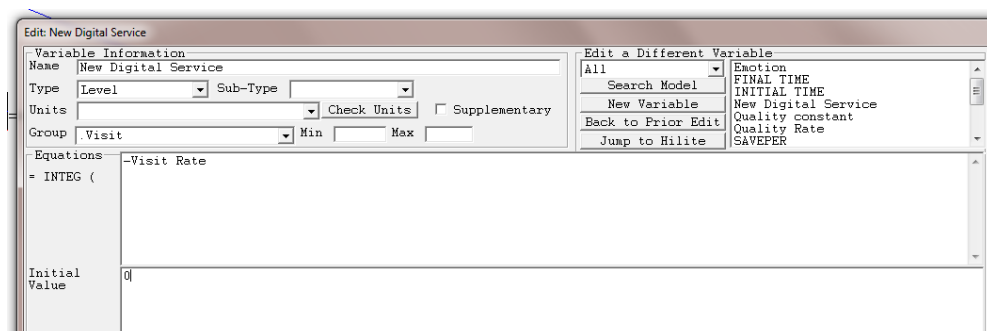 Edit: New Digital Service
Variable Information
Name New Digital Service
Type Level Sub-Type
Units Check Units Supplementary
Group .Visit Min Max
Edit a Different Variable
All
Search Model
New Variable
Back to Prior Edit
Jump to Hilite
Emotion
FINAL TIME
INITIAL TIME
New Digital Service
Quality constant
Quality Rate
SAVEPER
Equations
= INTEG (
-Visit Rate
Initial
Value
0